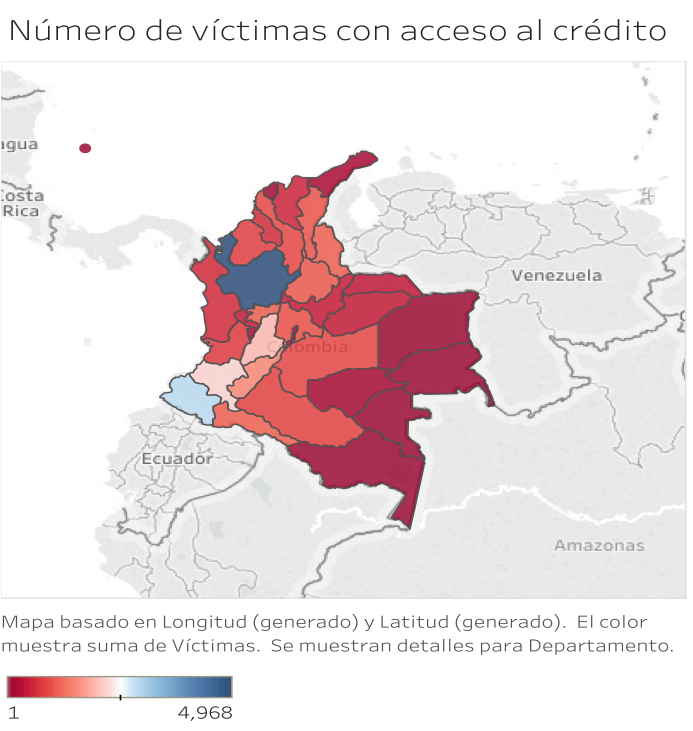 Número de víctimas con acceso al crédito
agua
Costa
Rica
Venezuela
Colombia
Ecuador
Amazonas
Mapa basado en Longitud (generado) y Latitud (generado).  El color
muestra suma de Víctimas.  Se muestran detalles para Departamento.
1
4,968